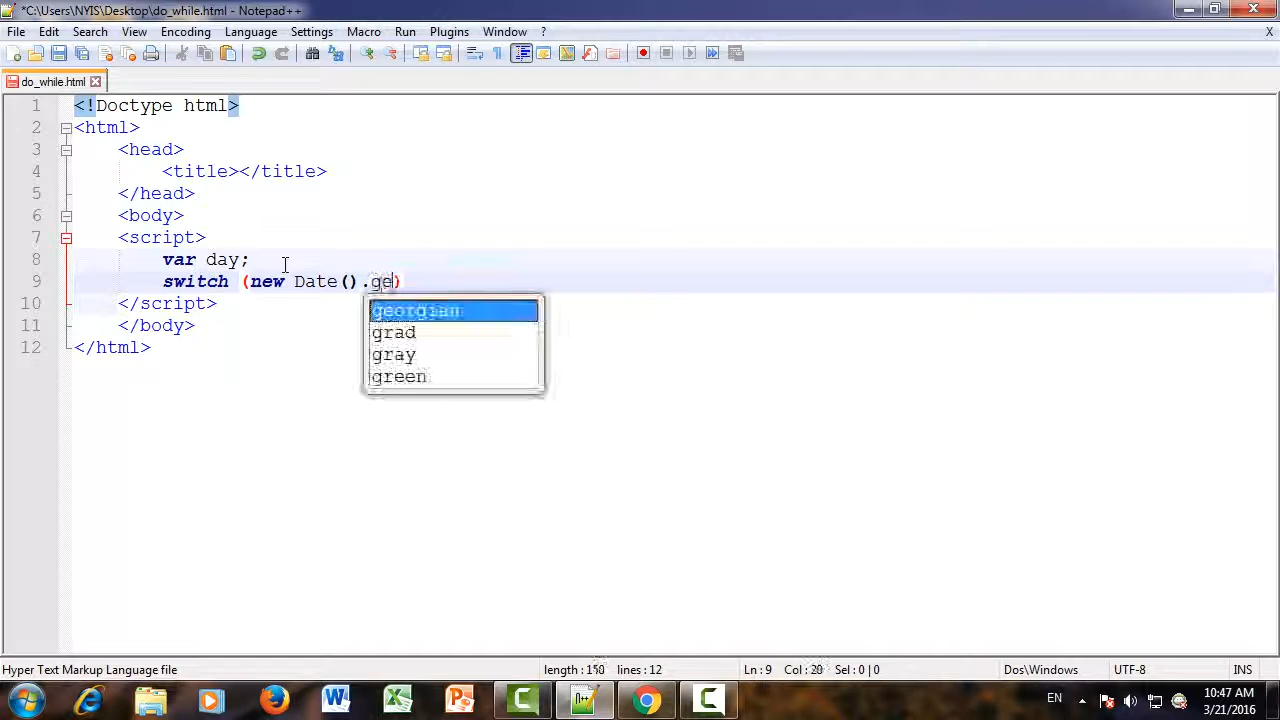 *C:\Users\NYIS\Desktop\do_while.html - Notepad++
File Edit Search View Encoding Language Settings Macro Run Plugins Window ? X
do_while.html
1 <!Doctype html>
2 <html>
3 <head>
4 <title></title>
5 </head>
6 <body>
7 <script>
8 var day;
9 switch (new Date().ge)
10 </script>
11 </body>
12 </html>
georgian
grad
gray
green
Hyper Text Markup Language file length : 150 lines : 12 Ln : 9 Col : 20 Sel : 0 | 0 Dos\Windows UTF-8 INS
EN 10:47 AM
3/21/2016